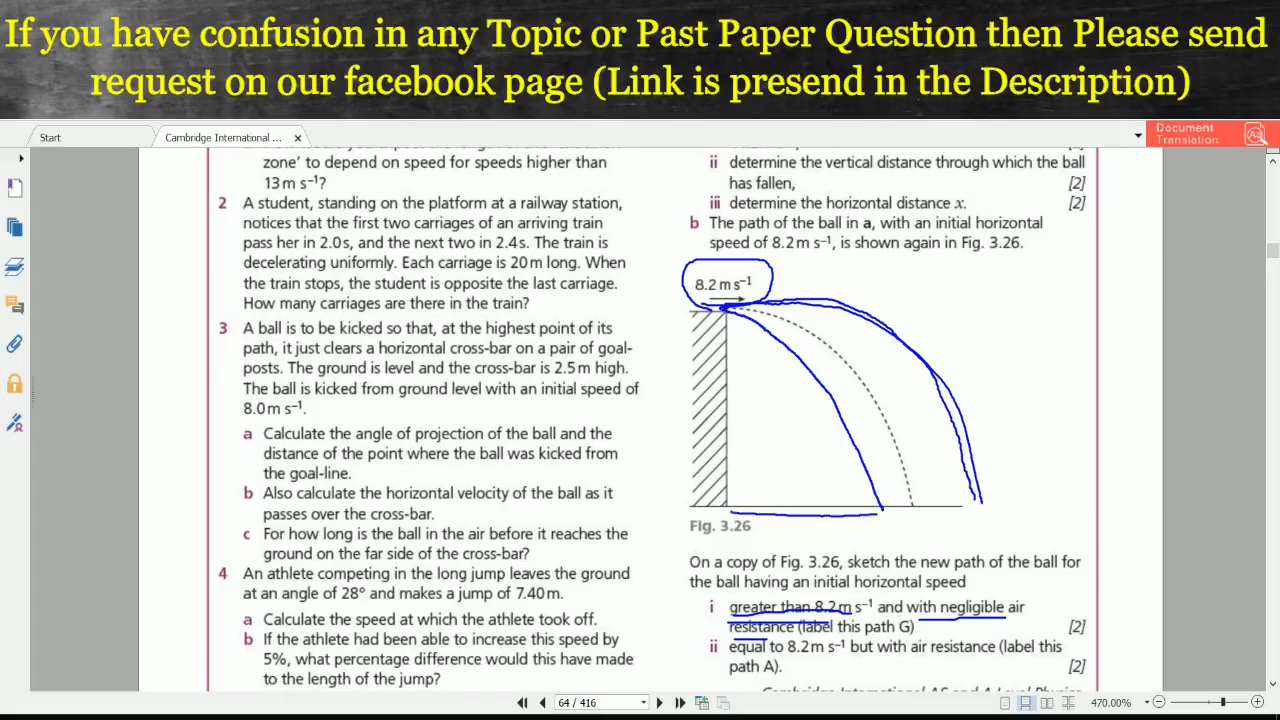 If you have confusion in any Topic or Past Paper Question then Please send
request on our facebook page (Link is presend in the Description)
Start
Cambridge International ...
Document
Translation
zone' to depend on speed for speeds higher than
13 m s⁻¹?
2 A student, standing on the platform at a railway station,
notices that the first two carriages of an arriving train
pass her in 2.0 s, and the next two in 2.4 s. The train is
decelerating uniformly. Each carriage is 20 m long. When
the train stops, the student is opposite the last carriage.
How many carriages are there in the train?
3 A ball is to be kicked so that, at the highest point of its
path, it just clears a horizontal cross-bar on a pair of goal-
posts. The ground is level and the cross-bar is 2.5 m high.
The ball is kicked from ground level with an initial speed of
8.0 m s⁻¹.
a Calculate the angle of projection of the ball and the
distance of the point where the ball was kicked from
the goal-line.
b Also calculate the horizontal velocity of the ball as it
passes over the cross-bar.
c For how long is the ball in the air before it reaches the
ground on the far side of the cross-bar?
4 An athlete competing in the long jump leaves the ground
at an angle of 28° and makes a jump of 7.40 m.
a Calculate the speed at which the athlete took off.
b If the athlete had been able to increase this speed by
5%, what percentage difference would this have made
to the length of the jump?
ii determine the vertical distance through which the ball
has fallen, [2]
iii determine the horizontal distance x. [2]
b The path of the ball in a, with an initial horizontal
speed of 8.2 m s⁻¹, is shown again in Fig. 3.26.
8.2 m s⁻¹
Fig. 3.26
On a copy of Fig. 3.26, sketch the new path of the ball for
the ball having an initial horizontal speed
i greater than 8.2 m s⁻¹ and with negligible air
resistance (label this path G) [2]
ii equal to 8.2 m s⁻¹ but with air resistance (label this
path A). [2]
Cambridge International AS and A Level Physics
64 / 416
470.00%